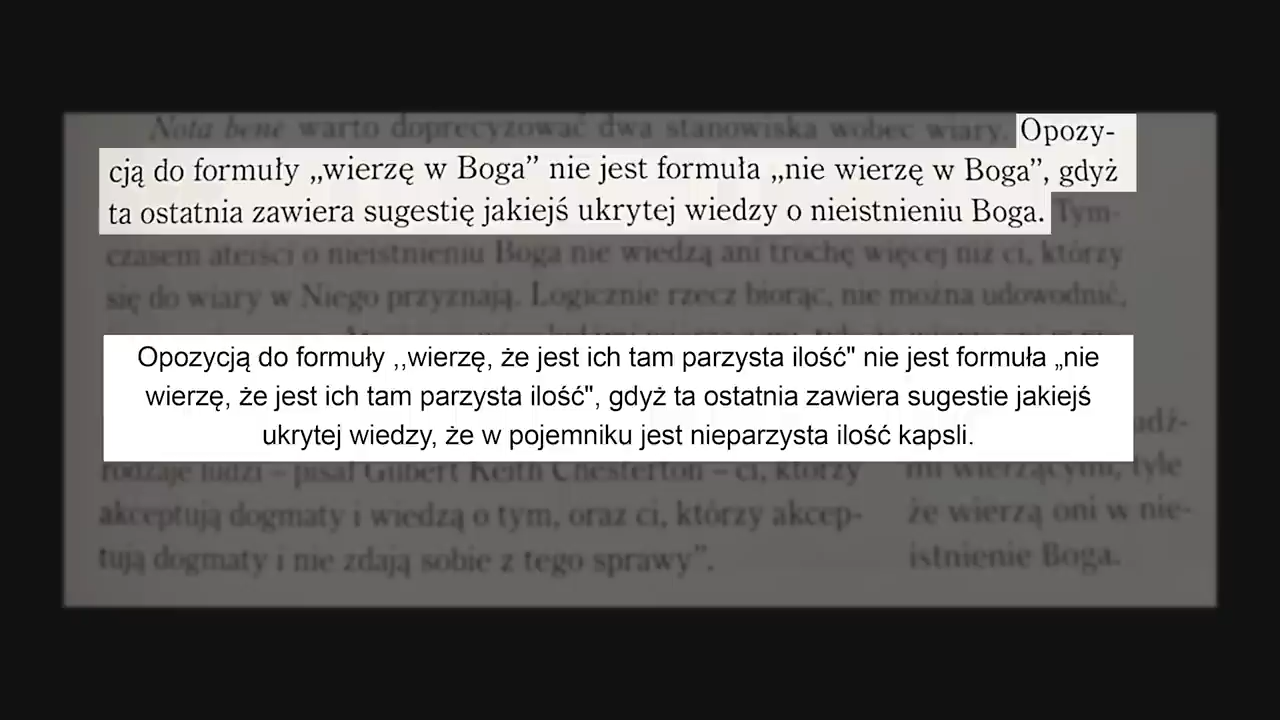 Nota bene warto doprecyzować dwa stanowiska wobec wiary. Opozy-
cją do formuły „wierzę w Boga” nie jest formuła „nie wierzę w Boga”, gdyż
ta ostatnia zawiera sugestię jakiejś ukrytej wiedzy o nieistnieniu Boga. Tym-
czasem ateiści o nieistnieniu Boga nie wiedzą ani trochę więcej niż ci, którzy
się do wiary w Niego przyznają. Logicznie rzecz biorąc, nie można udowodnić,
Opozycją do formuły ,,wierzę, że jest ich tam parzysta ilość" nie jest formuła „nie
wierzę, że jest ich tam parzysta ilość", gdyż ta ostatnia zawiera sugestie jakiejś
ukrytej wiedzy, że w pojemniku jest nieparzysta ilość kapsli.
rodzaje ludzi – pisał Gilbert Keith Chesterton – ci, którzy
akceptują dogmaty i wiedzą o tym, oraz ci, którzy akcep-
tują dogmaty i nie zdają sobie z tego sprawy”.
mi wierzącymi, tyle
że wierzą oni w nie-
istnienie Boga.